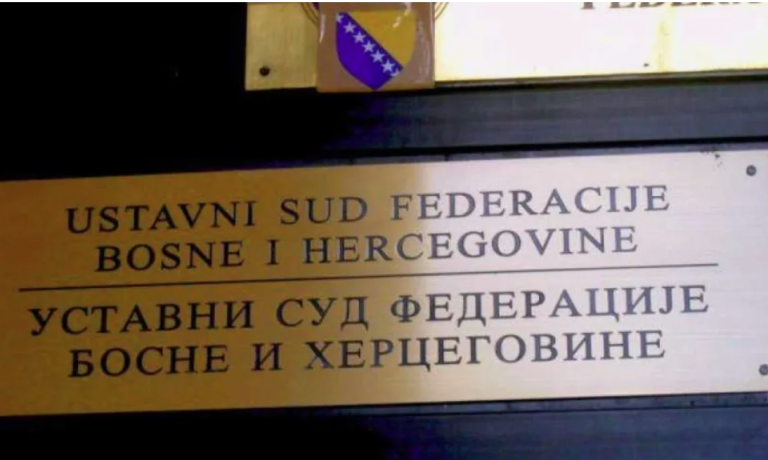 USTAVNI SUD FEDERACIJE
BOSNE I HERCEGOVINE
УСТАВНИ СУД ФЕДЕРАЦИЈЕ
БОСНЕ И ХЕРЦЕГОВИНЕ